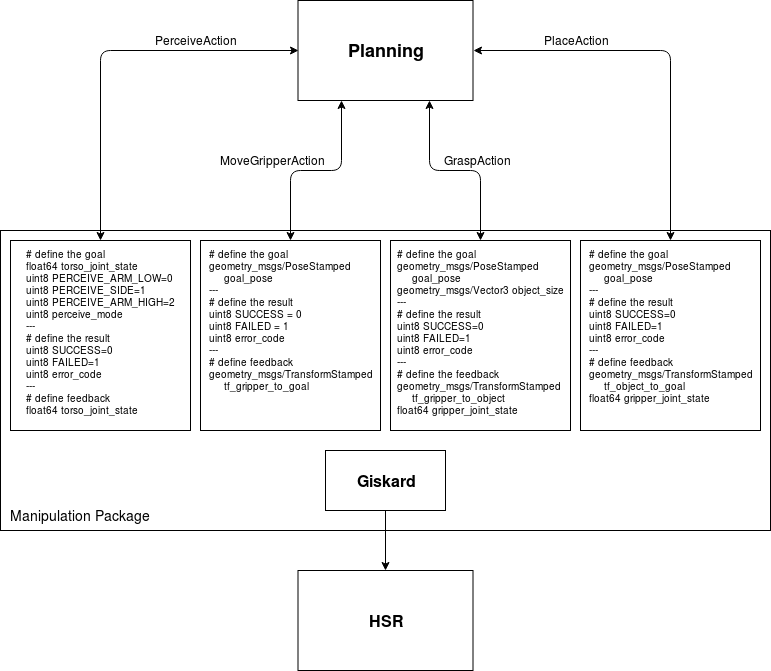 Planning
PerceiveAction
PlaceAction
MoveGripperAction
GraspAction
# define the goal
float64 torso_joint_state
uint8 PERCEIVE_ARM_LOW=0
uint8 PERCEIVE_SIDE=1
uint8 PERCEIVE_ARM_HIGH=2
uint8 perceive_mode
---
# define the result
uint8 SUCCESS=0
uint8 FAILED=1
uint8 error_code
---
# define feedback
float64 torso_joint_state
# define the goal
geometry_msgs/PoseStamped
goal_pose
---
# define the result
uint8 SUCCESS = 0
uint8 FAILED = 1
uint8 error_code
---
# define feedback
geometry_msgs/TransformStamped
tf_gripper_to_goal
# define the goal
geometry_msgs/PoseStamped
goal_pose
geometry_msgs/Vector3 object_size
---
# define the result
uint8 SUCCESS=0
uint8 FAILED=1
uint8 error_code
---
# define the feedback
geometry_msgs/TransformStamped
tf_gripper_to_object
float64 gripper_joint_state
# define the goal
geometry_msgs/PoseStamped
goal_pose
---
# define the result
uint8 SUCCESS=0
uint8 FAILED=1
uint8 error_code
---
# define feedback
geometry_msgs/TransformStamped
tf_object_to_goal
float64 gripper_joint_state
Giskard
Manipulation Package
HSR